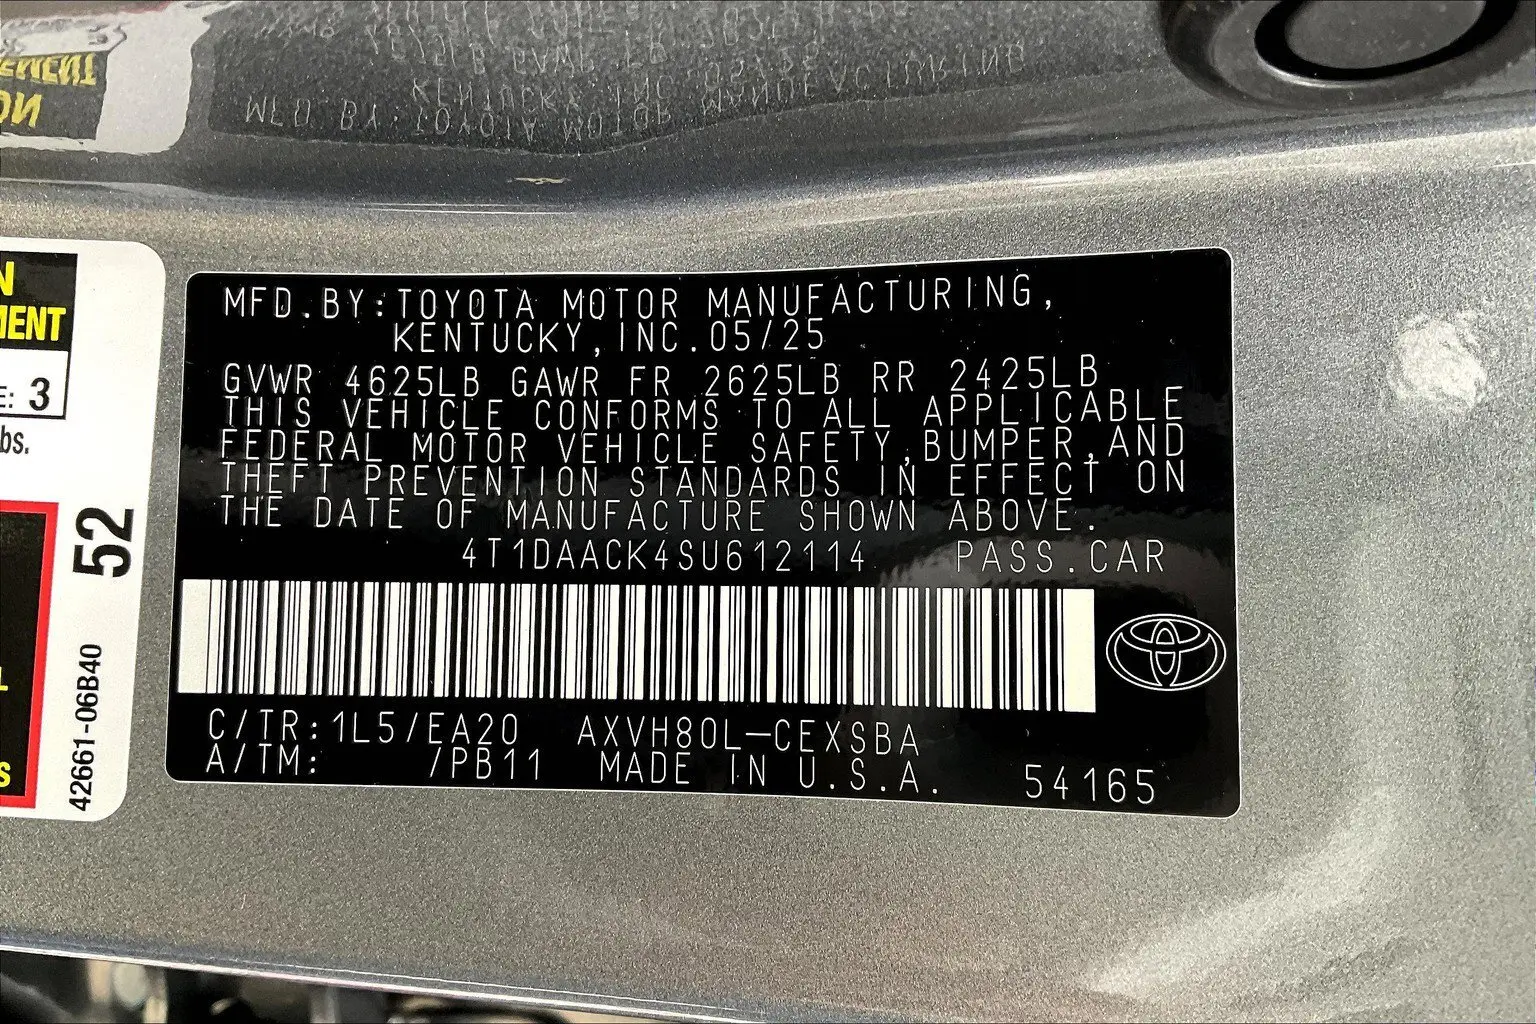 MFD.BY:TOYOTA MOTOR MANUFACTURING,
KENTUCKY,INC.05/25
GVWR 4625LB GAWR FR 2625LB RR 2425LB
THIS VEHICLE CONFORMS TO ALL APPLICABLE
FEDERAL MOTOR VEHICLE SAFETY,BUMPER,AND
THEFT PREVENTION STANDARDS IN EFFECT ON
THE DATE OF MANUFACTURE SHOWN ABOVE.
4T1DAACK4SU612114 PASS.CAR
C/TR:1L5/EA20 AXVH80L-CEXSBA
A/TM: /PB11 MADE IN U.S.A. 54165
N
MENT
E: 3
bs.
52
L
S
42661-06B40